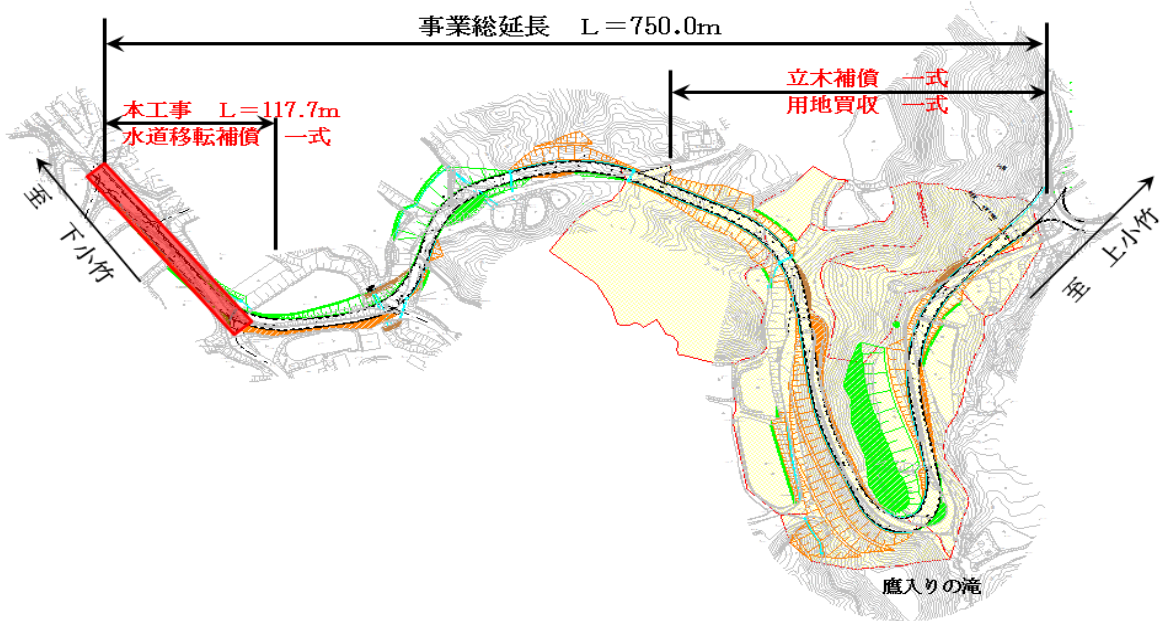 事業総延長 L=750.0m
立木補償 一式
用地買収 一式
本工事 L=117.7m
水道移転補償 一式
至 下小竹
至 上小竹
鷹入りの滝